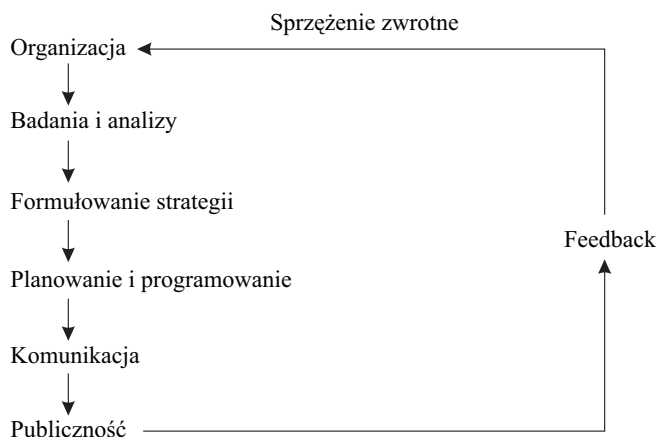 Sprzężenie zwrotne
Organizacja
Badania i analizy
Formułowanie strategii
Feedback
Planowanie i programowanie
Komunikacja
Publiczność